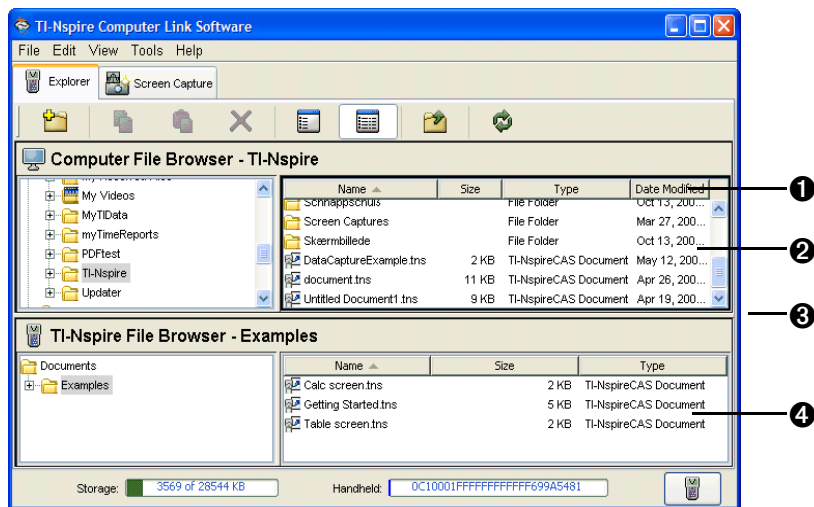 TI-Nspire Computer Link Software
File Edit View Tools Help
Explorer Screen Capture
Computer File Browser - TI-Nspire
My Videos
MyTIData
myTimeReports
PDFtest
TI-Nspire
Updater
Name Size Type Date Modified
Schnappschuß File Folder Oct 13, 200...
Screen Captures File Folder Mar 27, 200...
Skærmbillede File Folder Oct 13, 200...
DataCaptureExample.tns 2 KB TI-NspireCAS Document May 12, 200...
document.tns 11 KB TI-NspireCAS Document Apr 26, 200...
Untitled Document1.tns 9 KB TI-NspireCAS Document Apr 19, 200...
❶
❷
❸
TI-Nspire File Browser - Examples
Documents
Examples
Name Size Type
Calc screen.tns 2 KB TI-NspireCAS Document
Getting Started.tns 5 KB TI-NspireCAS Document
Table screen.tns 2 KB TI-NspireCAS Document
❹
Storage: 3569 of 28544 KB Handheld: 0C10001FFFFFFFFFFFF699A5481